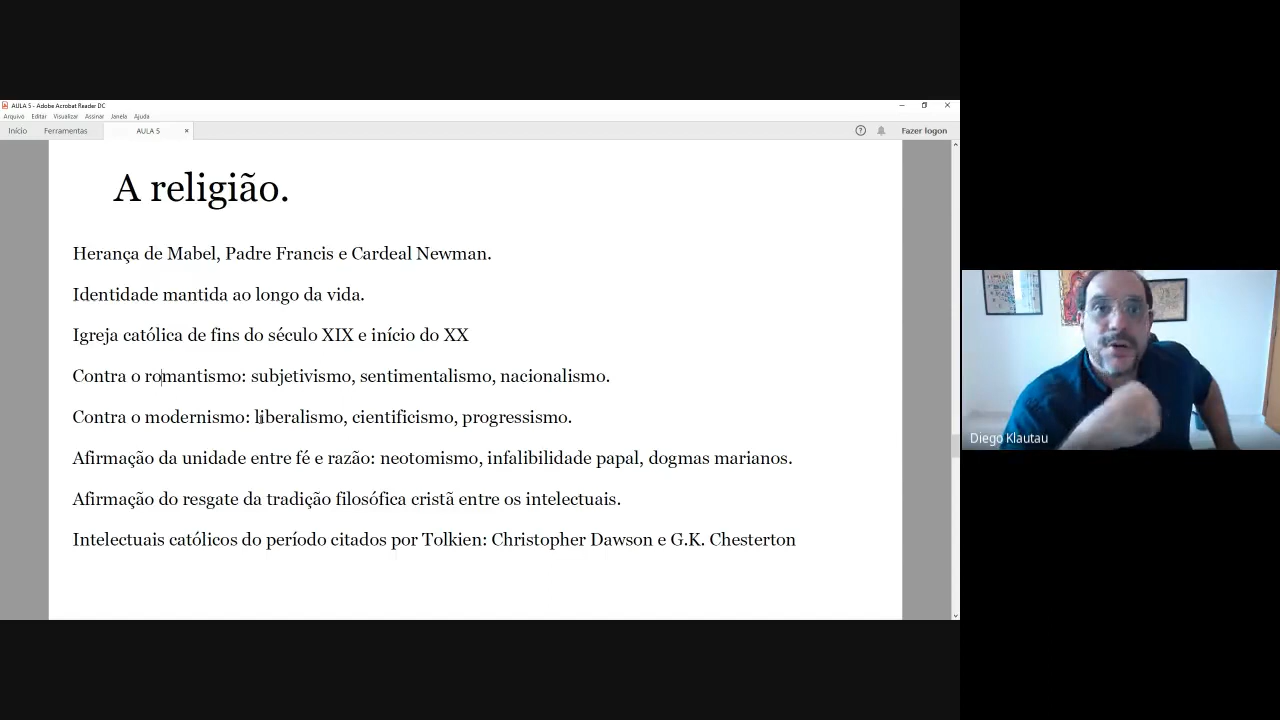 AULA 5 - Adobe Acrobat Reader DC
Arquivo Editar Visualizar Assinar Janela Ajuda
Início Ferramentas AULA 5 × Fazer logon
A religião.
Herança de Mabel, Padre Francis e Cardeal Newman.
Identidade mantida ao longo da vida.
Igreja católica de fins do século XIX e início do XX
Contra o romantismo: subjetivismo, sentimentalismo, nacionalismo.
Contra o modernismo: liberalismo, cientificismo, progressismo.
Afirmação da unidade entre fé e razão: neotomismo, infalibilidade papal, dogmas marianos.
Afirmação do resgate da tradição filosófica cristã entre os intelectuais.
Intelectuais católicos do período citados por Tolkien: Christopher Dawson e G.K. Chesterton
Diego Klautau